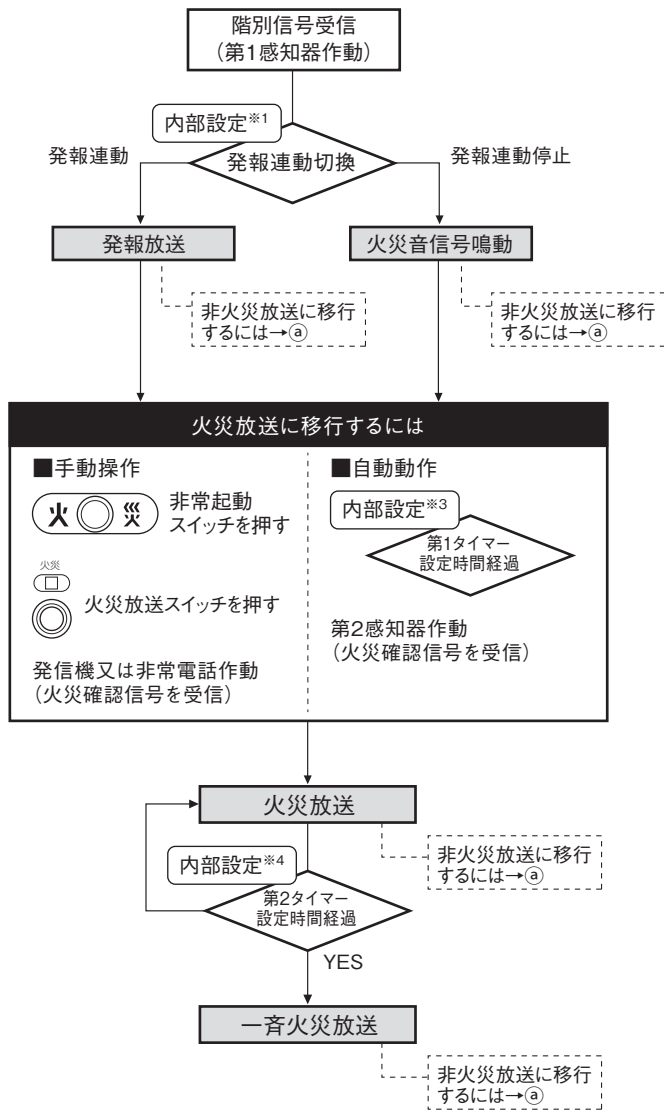 階別信号受信
（第1感知器作動）
内部設定※1
発報連動
発報連動切換
発報連動停止
発報放送
火災音信号鳴動
非火災放送に移行
するには→ⓐ
非火災放送に移行
するには→ⓐ
火災放送に移行するには
■手動操作
火 災
非常起動
スイッチを押す
火災
火災放送スイッチを押す
発信機又は非常電話作動
（火災確認信号を受信）
■自動動作
内部設定※3
第1タイマー
設定時間経過
第2感知器作動
（火災確認信号を受信）
火災放送
非火災放送に移行
するには→ⓐ
内部設定※4
第2タイマー
設定時間経過
YES
一斉火災放送
非火災放送に移行
するには→ⓐ